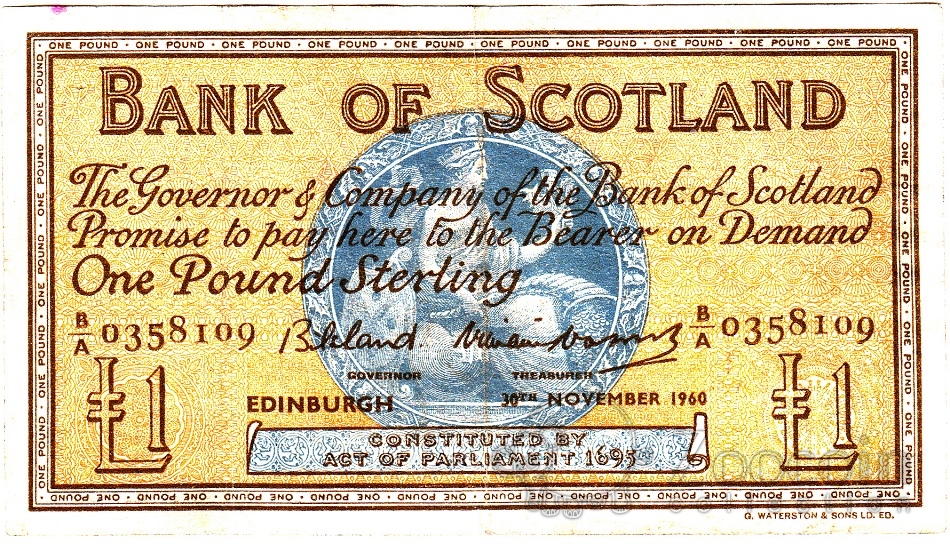 ONE POUND · ONE POUND · ONE POUND · ONE POUND · ONE POUND · ONE POUND · ONE POUND · ONE POUND · ONE POUND · ONE POUND
BANK OF SCOTLAND
The Governor & Company of the Bank of Scotland
Promise to pay here to the Bearer on Demand
One Pound Sterling
B/A 0358109 B/A 0358109
GOVERNOR TREASURER
EDINBURGH 30TH NOVEMBER 1960
£1 £1
CONSTITUTED BY
ACT OF PARLIAMENT 1695
G. WATERSTON & SONS LD. ED.